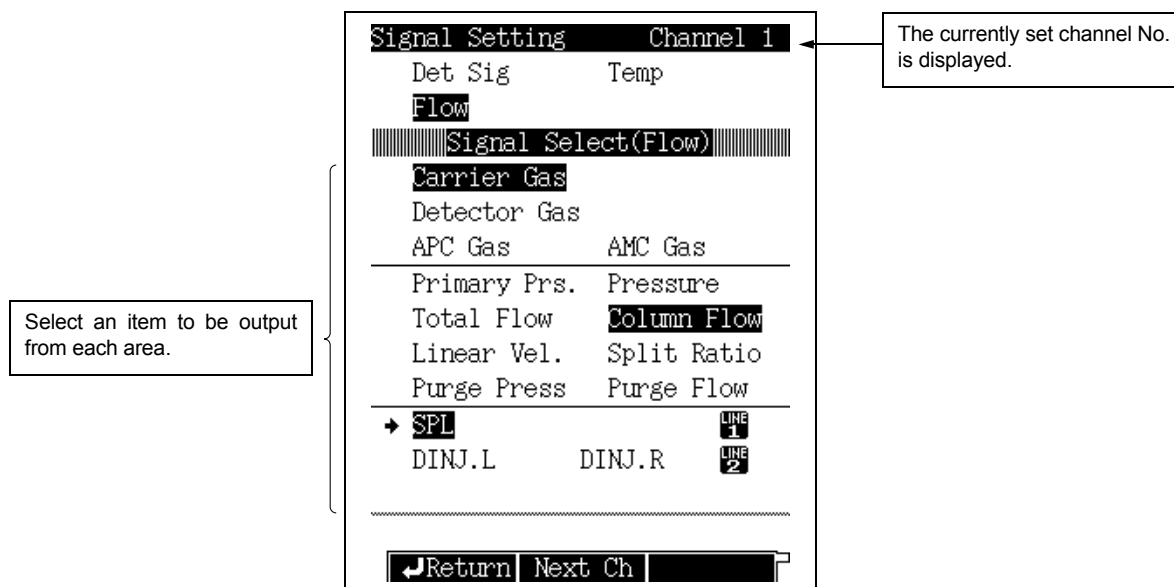 Signal Setting Channel 1
Det Sig Temp
Flow
Signal Select(Flow)
Carrier Gas
Detector Gas
APC Gas AMC Gas
Primary Prs. Pressure
Total Flow Column Flow
Linear Vel. Split Ratio
Purge Press Purge Flow
SPL LINE 1
DINJ.L DINJ.R LINE 2
Return Next Ch
The currently set channel No.
is displayed.
Select an item to be output
from each area.